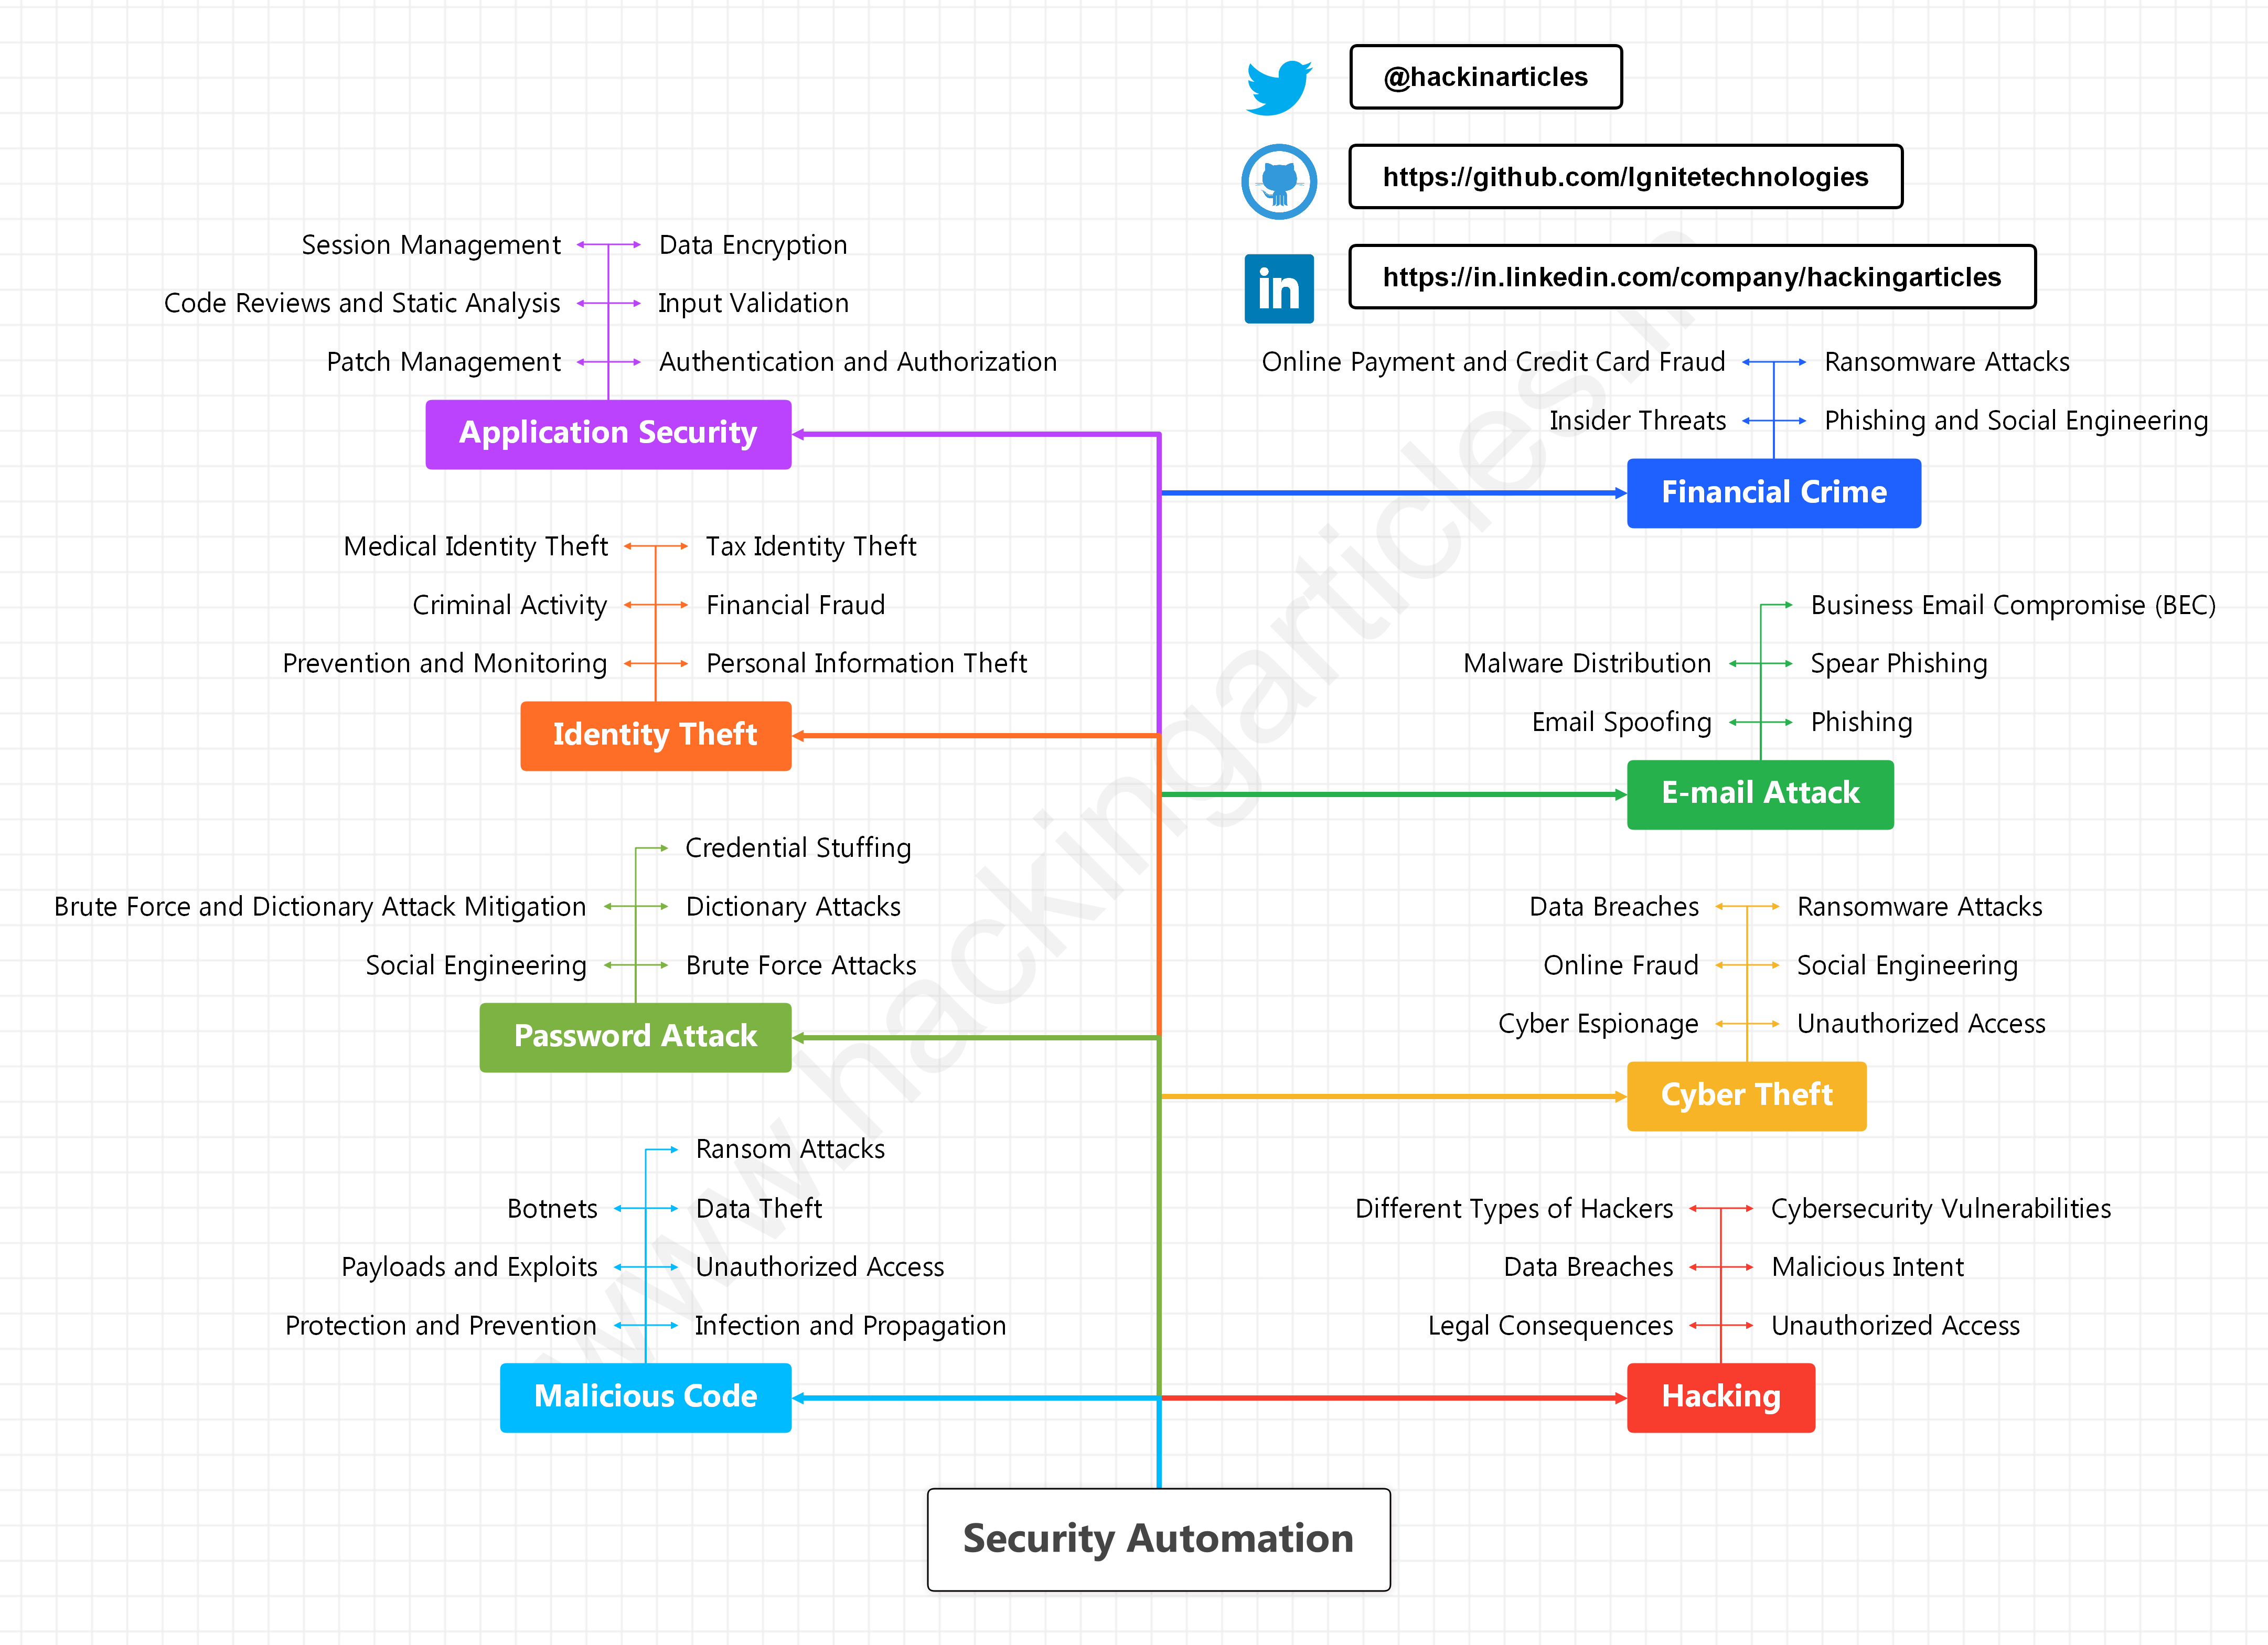 @hackinarticles
https://github.com/Ignitetechnologies
https://in.linkedin.com/company/hackingarticles
in
Session Management
Data Encryption
Code Reviews and Static Analysis
Input Validation
Patch Management
Authentication and Authorization
Application Security
Online Payment and Credit Card Fraud
Ransomware Attacks
Insider Threats
Phishing and Social Engineering
Financial Crime
Medical Identity Theft
Tax Identity Theft
Criminal Activity
Financial Fraud
Prevention and Monitoring
Personal Information Theft
Identity Theft
Business Email Compromise (BEC)
Malware Distribution
Spear Phishing
Email Spoofing
Phishing
E-mail Attack
Credential Stuffing
Brute Force and Dictionary Attack Mitigation
Dictionary Attacks
Social Engineering
Brute Force Attacks
Password Attack
Data Breaches
Ransomware Attacks
Online Fraud
Social Engineering
Cyber Espionage
Unauthorized Access
Cyber Theft
Ransom Attacks
Botnets
Data Theft
Payloads and Exploits
Unauthorized Access
Protection and Prevention
Infection and Propagation
Malicious Code
Different Types of Hackers
Cybersecurity Vulnerabilities
Data Breaches
Malicious Intent
Legal Consequences
Unauthorized Access
Hacking
Security Automation
www.hackingarticles.in